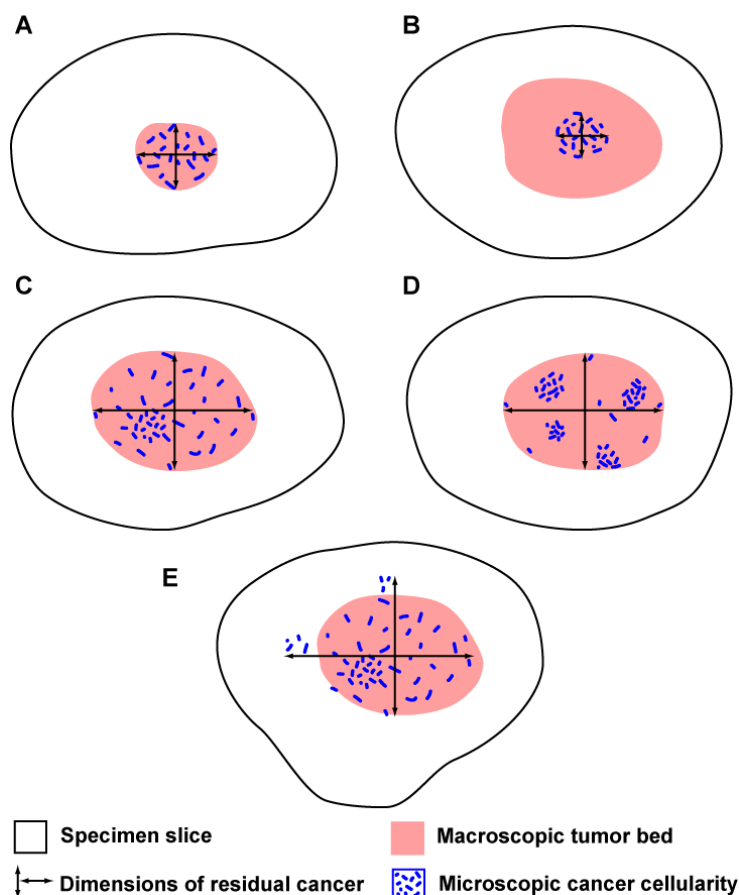 A
B
C
D
E
Specimen slice
Macroscopic tumor bed
Dimensions of residual cancer
Microscopic cancer cellularity